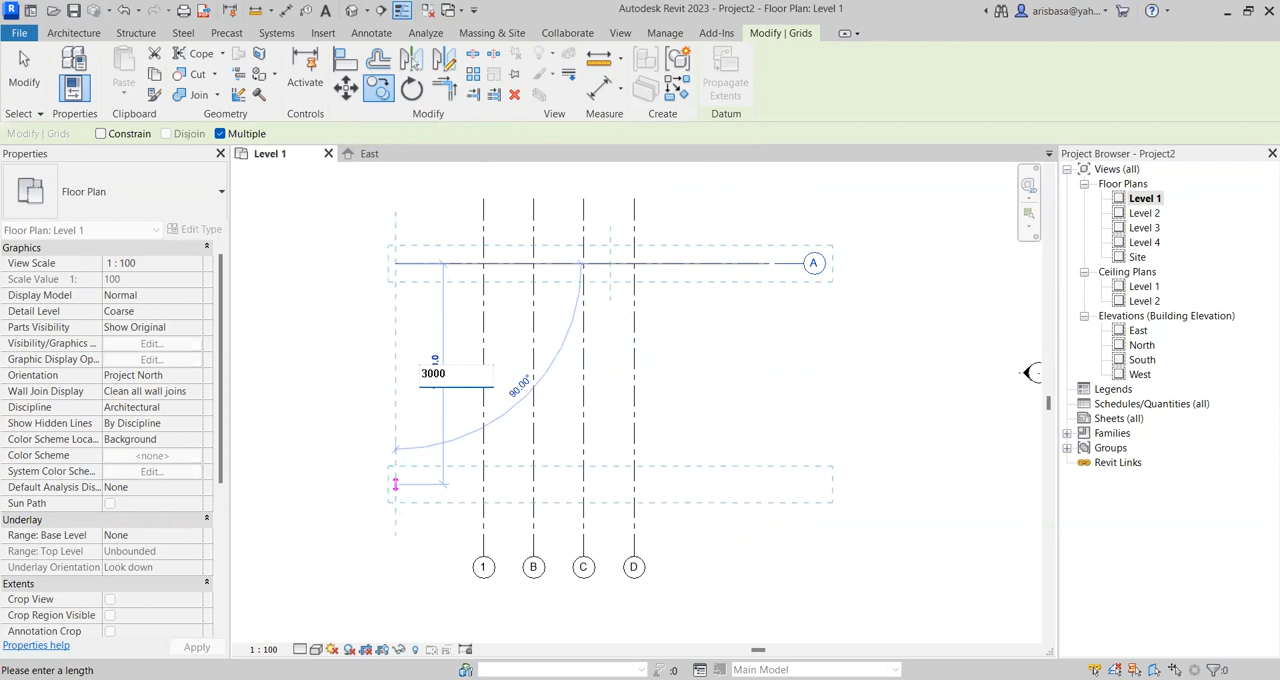 Autodesk Revit 2023 - Project2 - Floor Plan: Level 1
arisbasa@yah...
File
Architecture
Structure
Steel
Precast
Systems
Insert
Annotate
Analyze
Massing & Site
Collaborate
View
Manage
Add-Ins
Modify | Grids
Modify
Paste
Cope
Cut
Join
Activate
Propagate
Extents
Select
Properties
Clipboard
Geometry
Controls
Modify
View
Measure
Create
Datum
Modify | Grids
Constrain
Disjoin
Multiple
Properties
Level 1
East
Project Browser - Project2
Floor Plan
Floor Plan: Level 1
Edit Type
Graphics
View Scale 1 : 100
Scale Value 1: 100
Display Model Normal
Detail Level Coarse
Parts Visibility Show Original
Visibility/Graphics ... Edit...
Graphic Display Op... Edit...
Orientation Project North
Wall Join Display Clean all wall joins
Discipline Architectural
Show Hidden Lines By Discipline
Color Scheme Loca... Background
Color Scheme <none>
System Color Sche... Edit...
Default Analysis Dis... None
Sun Path
Underlay
Range: Base Level None
Range: Top Level Unbounded
Underlay Orientation Look down
Extents
Crop View
Crop Region Visible
Annotation Crop
Properties help
Apply
A
3000
90.00°
1
B
C
D
Views (all)
Floor Plans
Level 1
Level 2
Level 3
Level 4
Site
Ceiling Plans
Level 1
Level 2
Elevations (Building Elevation)
East
North
South
West
Legends
Schedules/Quantities (all)
Sheets (all)
Families
Groups
Revit Links
1 : 100
Please enter a length
:0
Main Model
:0